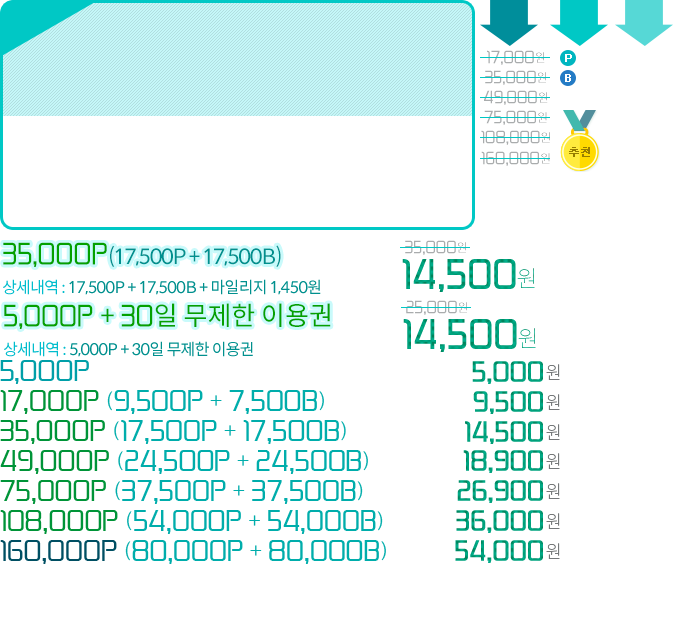 17,000원 P
35,000원 B
49,000원
75,000원
108,000원
추천
160,000원
35,000P(17,500P + 17,500B)
35,000원
상세내역 : 17,500P + 17,500B + 마일리지 1,450원
14,500원
5,000P + 30일 무제한 이용권
25,000원
상세내역 : 5,000P + 30일 무제한 이용권
14,500원
5,000P 5,000원
17,000P (9,500P + 7,500B) 9,500원
35,000P (17,500P + 17,500B) 14,500원
49,000P (24,500P + 24,500B) 18,900원
75,000P (37,500P + 37,500B) 26,900원
108,000P (54,000P + 54,000B) 36,000원
160,000P (80,000P + 80,000B) 54,000원